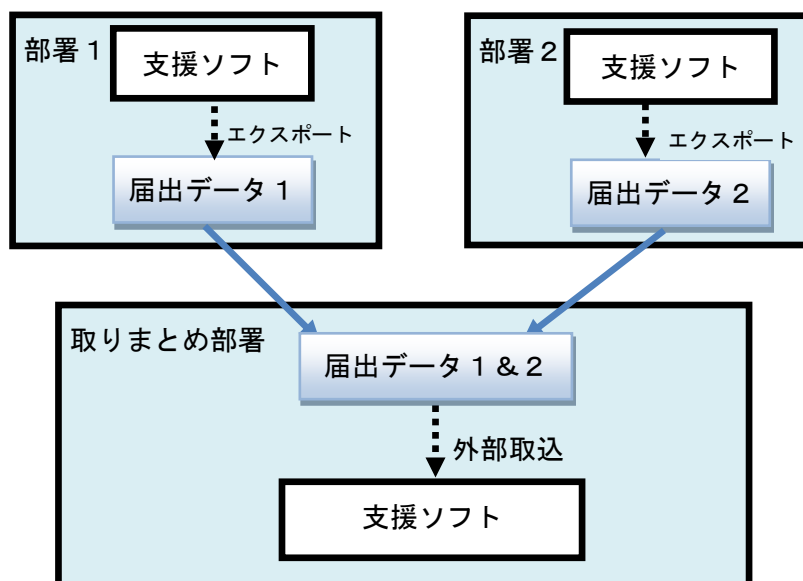 部署１
支援ソフト
エクスポート
届出データ１
部署２
支援ソフト
エクスポート
届出データ２
取りまとめ部署
届出データ１＆２
外部取込
支援ソフト